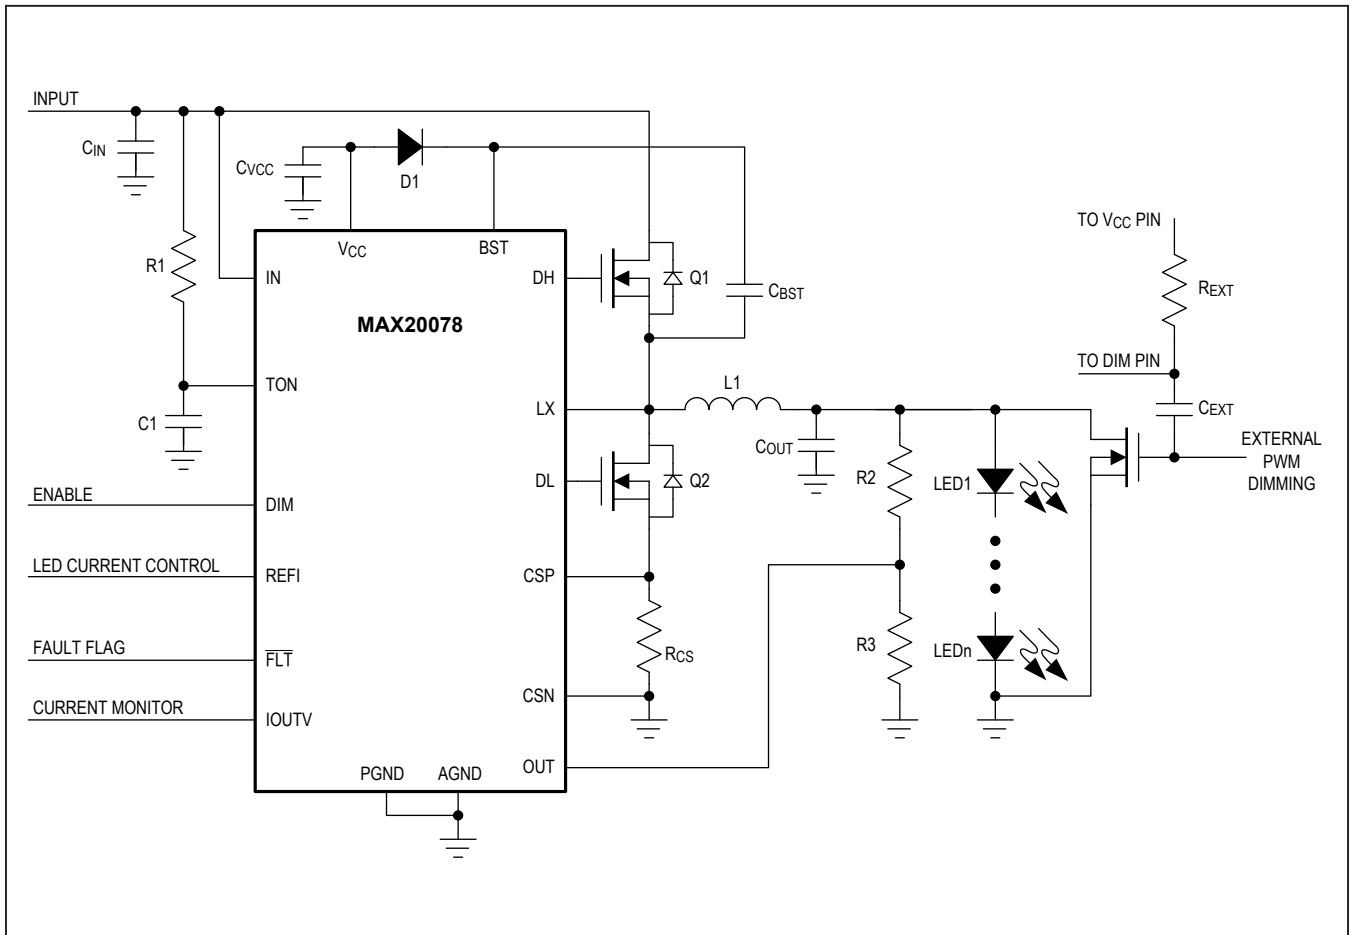 INPUT
CIN
CVCC
D1
TO VCC PIN
VCC
BST
R1
IN
DH
Q1
CBST
REXT
MAX20078
TO DIM PIN
TON
L1
LX
C1
CEXT
COUT
EXTERNAL
PWM
DIMMING
R2
DL
Q2
LED1
ENABLE
DIM
LED CURRENT CONTROL
REFI
CSP
FAULT FLAG
FLT
RCS
R3
LEDn
CSN
CURRENT MONITOR
IOUTV
OUT
PGND
AGND